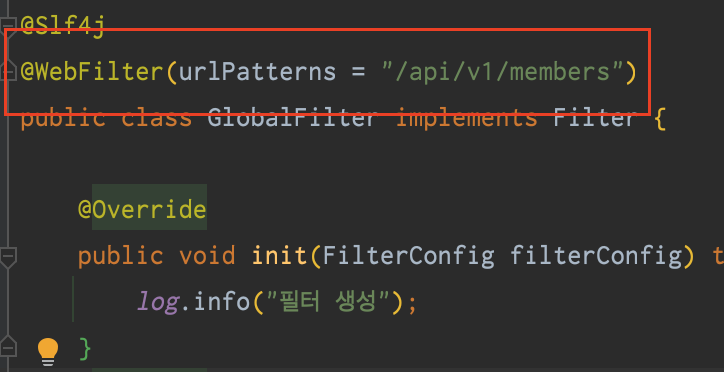 @Slf4j
@WebFilter(urlPatterns = "/api/v1/members")
public class GlobalFilter implements Filter {
@Override
public void init(FilterConfig filterConfig) t
log.info("필터 생성");
}